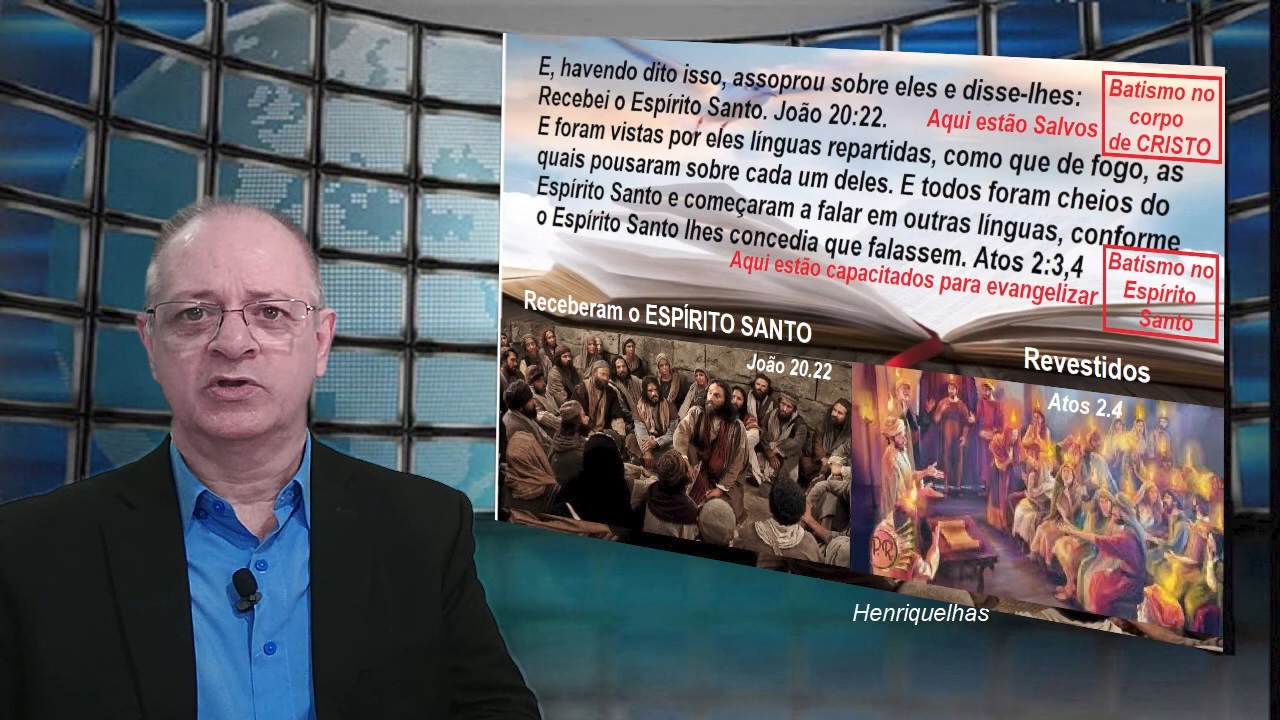 E, havendo dito isso, assoprou sobre eles e disse-lhes:
Recebei o Espírito Santo. João 20:22.
Aqui estão Salvos
Batismo no
corpo
de CRISTO
E foram vistas por eles línguas repartidas, como que de fogo, as
quais pousaram sobre cada um deles. E todos foram cheios do
Espírito Santo e começaram a falar em outras línguas, conforme
o Espírito Santo lhes concedia que falassem. Atos 2:3,4
Aqui estão capacitados para evangelizar
Batismo no
Espírito
Santo
Receberam o ESPÍRITO SANTO
João 20.22
Revestidos
Atos 2.4
PR
Henriquelhas